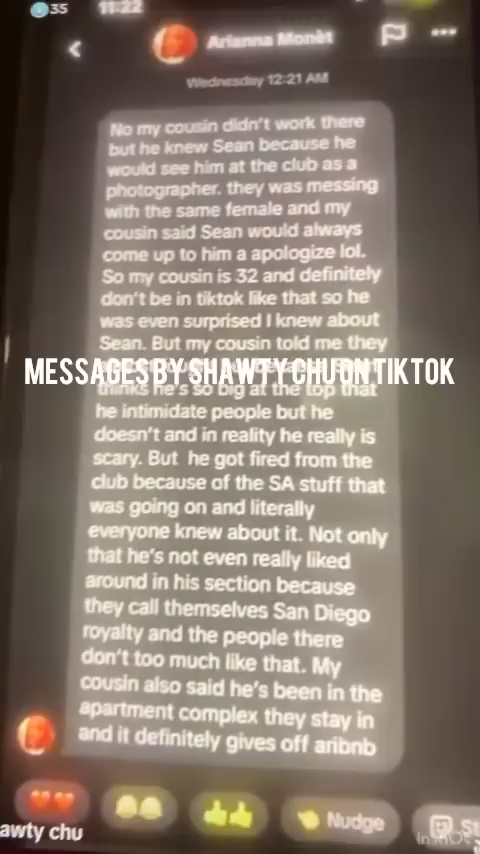 35
11:22
Arianna Monèt
Wednesday 12:21 AM
No my cousin didn't work there
but he knew Sean because he
would see him at the club as a
photographer. they was messing
with the same female and my
cousin said Sean would always
come up to him a apologize lol.
So my cousin is 32 and definitely
don't be in tiktok like that so he
was even surprised I knew about
Sean. But my cousin told me they
MESSAGES BY SHAWTY CHU ON TIKTOK
thinks he's so big at the top that
he intimidate people but he
doesn't and in reality he really is
scary. But he got fired from the
club because of the SA stuff that
was going on and literally
everyone knew about it. Not only
that he's not even really liked
around in his section because
they call themselves San Diego
royalty and the people there
don't too much like that. My
cousin also said he's been in the
apartment complex they stay in
and it definitely gives off aribnb
Nudge
St
awty chu